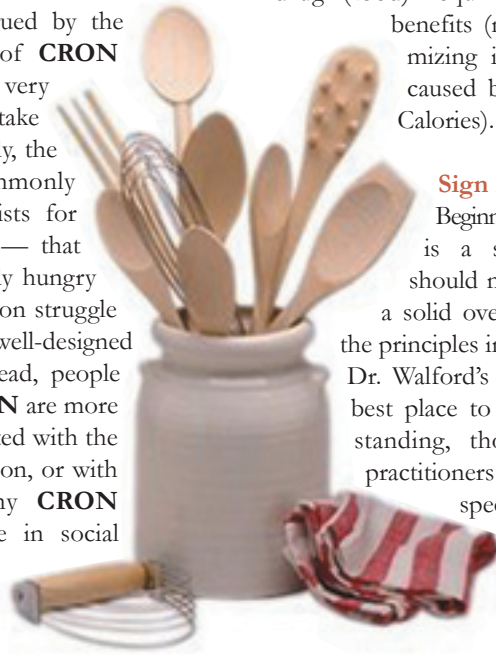 ued by the
of CRON
very
take
y, the
mmonly
ists for
— that
y hungry
on struggle
well-designed
ead, people
N are more
ted with the
on, or with
ny CRON
e in social
benefits (
mizing i
caused b
Calories).
Sign
Beginn
is a s
should n
a solid ove
the principles in
Dr. Walford's
best place to
standing, tho
practitioners
spec